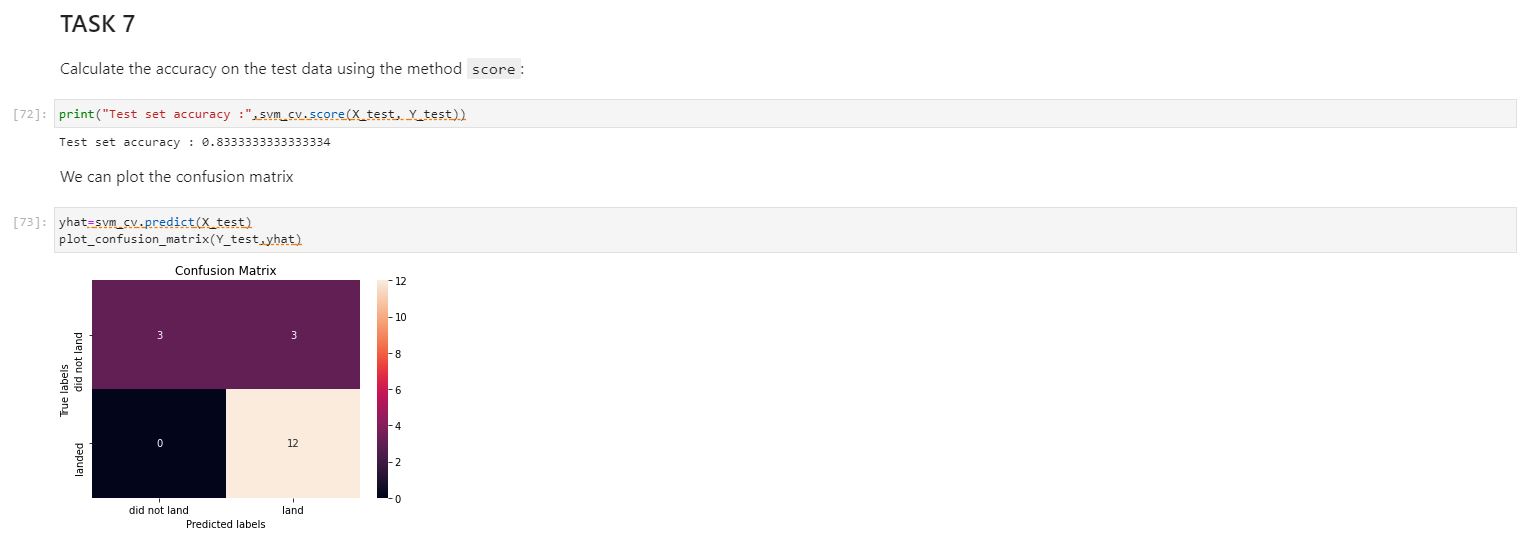 TASK 7
Calculate the accuracy on the test data using the method score:
[72]: print("Test set accuracy :",svm_cv.score(X_test, Y_test))
Test set accuracy : 0.8333333333333334
We can plot the confusion matrix
[73]: yhat=svm_cv.predict(X_test)
plot_confusion_matrix(Y_test,yhat)
Confusion Matrix
12
10
8
6
4
2
0
True labels
did not land
landed
3 3
0 12
did not land land
Predicted labels